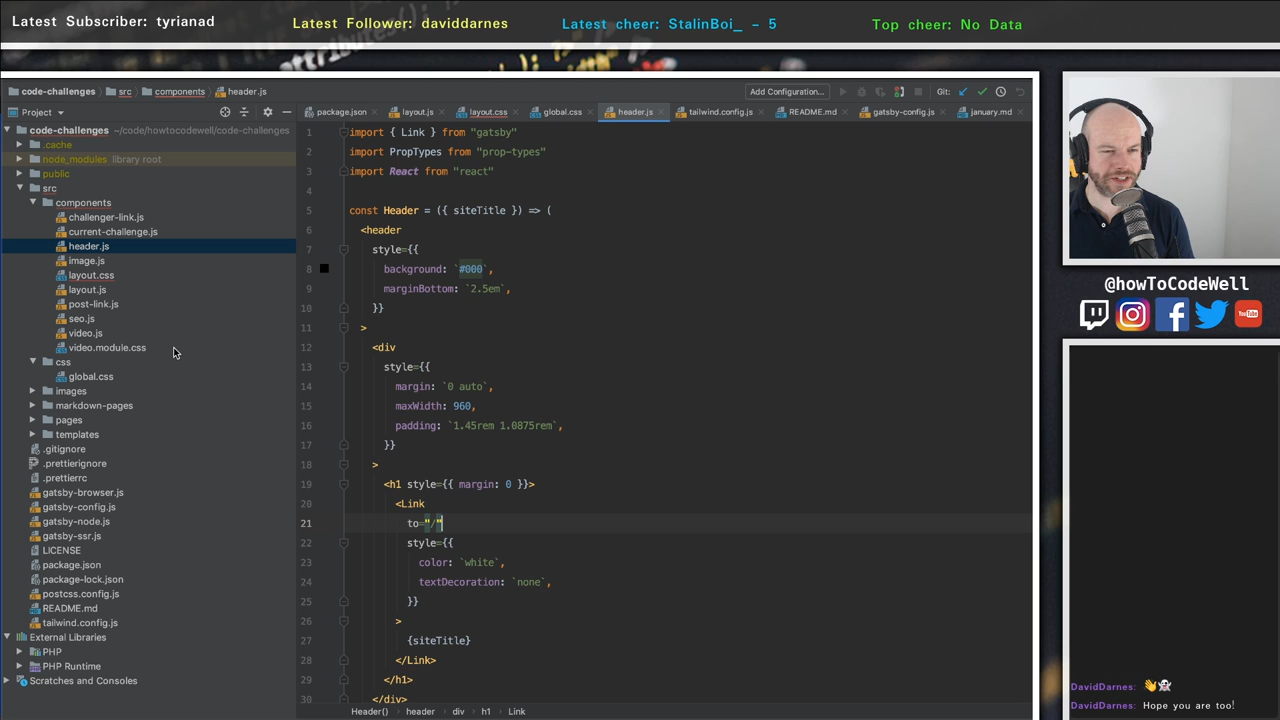 Latest Subscriber: tyrianad
Latest Follower: daviddarnes
Latest cheer: StalinBoi_ - 5
Top cheer: No Data
code-challenges
src
components
header.js
Add Configuration...
Git:
Project
package.json
layout.js
layout.css
global.css
header.js
tailwind.config.js
README.md
gatsby-config.js
january.md
code-challenges ~/code/howtocodewell/code-challenges
.cache
node_modules library root
public
src
components
challenger-link.js
current-challenge.js
header.js
image.js
layout.css
layout.js
post-link.js
seo.js
video.js
video.module.css
css
global.css
images
markdown-pages
pages
templates
.gitignore
.prettierignore
.prettierrc
gatsby-browser.js
gatsby-config.js
gatsby-node.js
gatsby-ssr.js
LICENSE
package.json
package-lock.json
postcss.config.js
README.md
tailwind.config.js
External Libraries
PHP
PHP Runtime
Scratches and Consoles
1 import { Link } from "gatsby"
2 import PropTypes from "prop-types"
3 import React from "react"
4
5 const Header = ({ siteTitle }) => (
6 <header
7 style={{
8 background: `#000`,
9 marginBottom: `2.5em`,
10 }}
11 >
12 <div
13 style={{
14 margin: `0 auto`,
15 maxWidth: 960,
16 padding: `1.45rem 1.0875rem`,
17 }}
18 >
19 <h1 style={{ margin: 0 }}>
20 <Link
21 to="/"
22 style={{
23 color: `white`,
24 textDecoration: `none`,
25 }}
26 >
27 {siteTitle}
28 </Link>
29 </h1>
30 </div>
Header() header div h1 Link
@howToCodeWell
You Tube
DavidDarnes: 👋👻
DavidDarnes: Hope you are too!